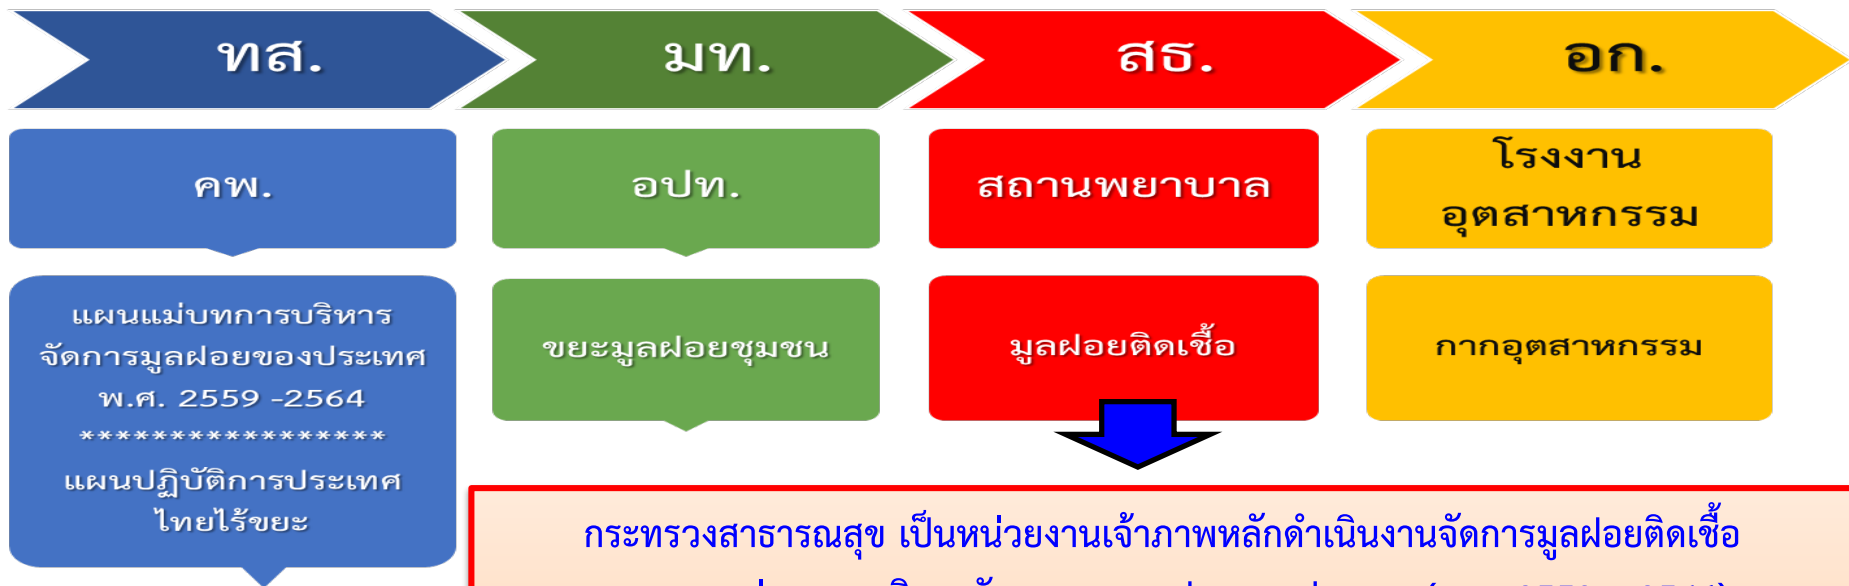 ทส.
มท.
สธ.
อก.
คพ.
อปท.
สถานพยาบาล
โรงงาน
อุตสาหกรรม
แผนแม่บทการบริหาร
จัดการมูลฝอยของประเทศ
พ.ศ. 2559 -2564
*****************
แผนปฏิบัติการประเทศ
ไทยไร้ขยะ
ขยะมูลฝอยชุมชน
มูลฝอยติดเชื้อ
กากอุตสาหกรรม
กระทรวงสาธารณสุข เป็นหน่วยงานเจ้าภาพหลักดำเนินงานจัดการมูลฝอยติดเชื้อ